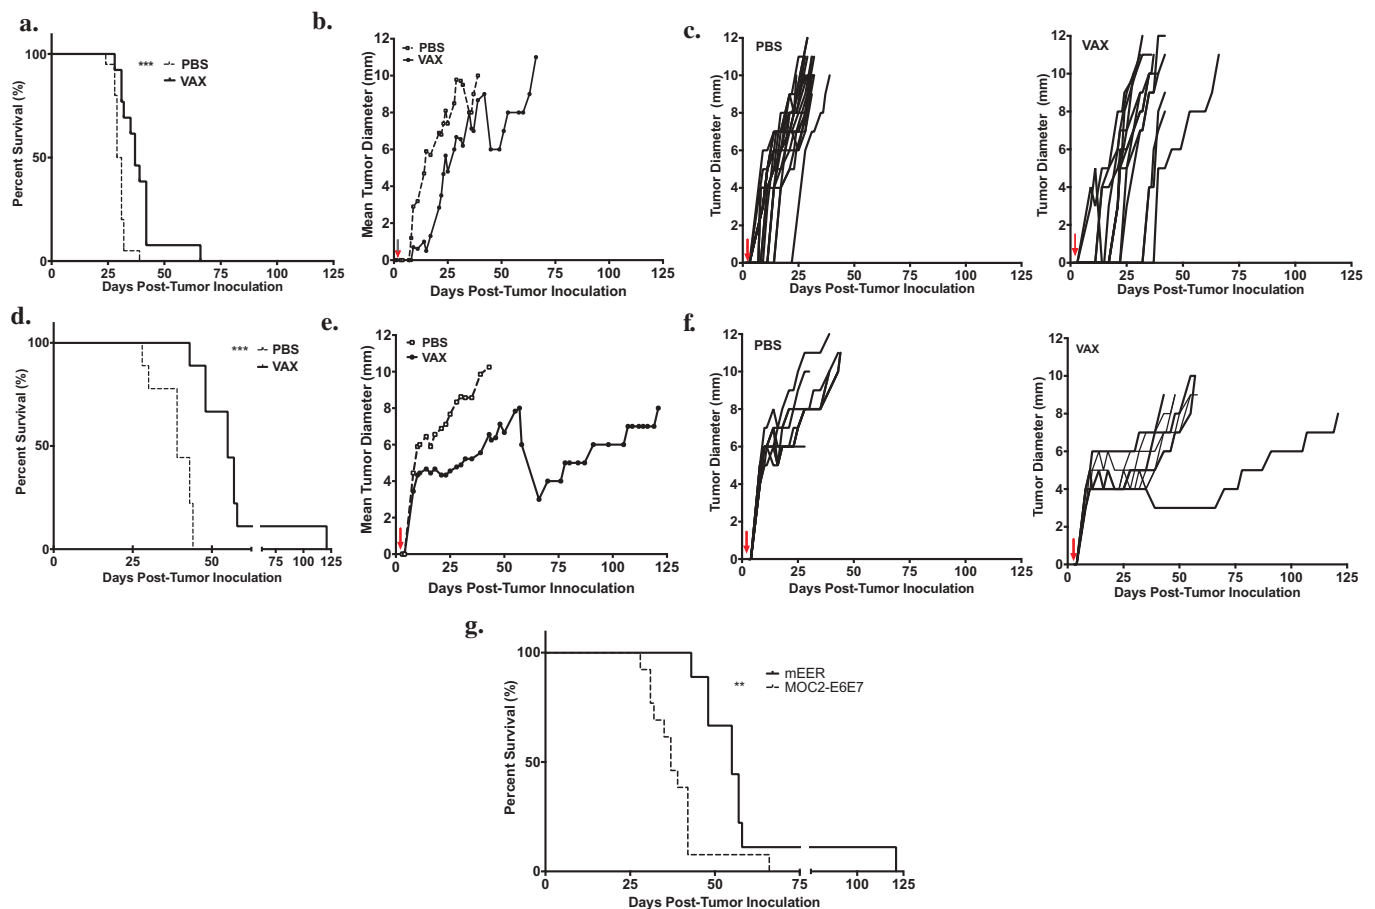 a.
Percent Survival (%)
100
50
0
*** PBS
VAX
0 25 50 75 100 125
Days Post-Tumor Inoculation
b.
Mean Tumor Diameter (mm)
12
10
8
6
4
2
0
PBS
VAX
0 25 50 75 100 125
Days Post-Tumor Inoculation
c.
Tumor Diameter (mm)
12
10
8
6
4
2
0
PBS
0 25 50 75 100 125
Days Post-Tumor Inoculation
Tumor Diameter (mm)
12
10
8
6
4
2
0
VAX
0 25 50 75 100 125
Days Post-Tumor Inoculation
d.
Percent Survival (%)
100
50
0
*** PBS
VAX
0 25 50 75 100 125
Days Post-Tumor Inoculation
e.
Mean Tumor Diameter (mm)
12
10
8
6
4
2
0
PBS
VAX
0 25 50 75 100 125
Days Post-Tumor Innoculation
f.
Tumor Diameter (mm)
12
10
8
6
4
2
0
PBS
0 25 50 75 100 125
Days Post-Tumor Inoculation
Tumor Diameter (mm)
12
10
8
6
4
2
0
VAX
0 25 50 75 100 125
Days Post-Tumor Inoculation
g.
Percent Survival (%)
100
50
0
** mEER
MOC2-E6E7
0 25 50 75 100 125
Days Post-Tumor Inoculation